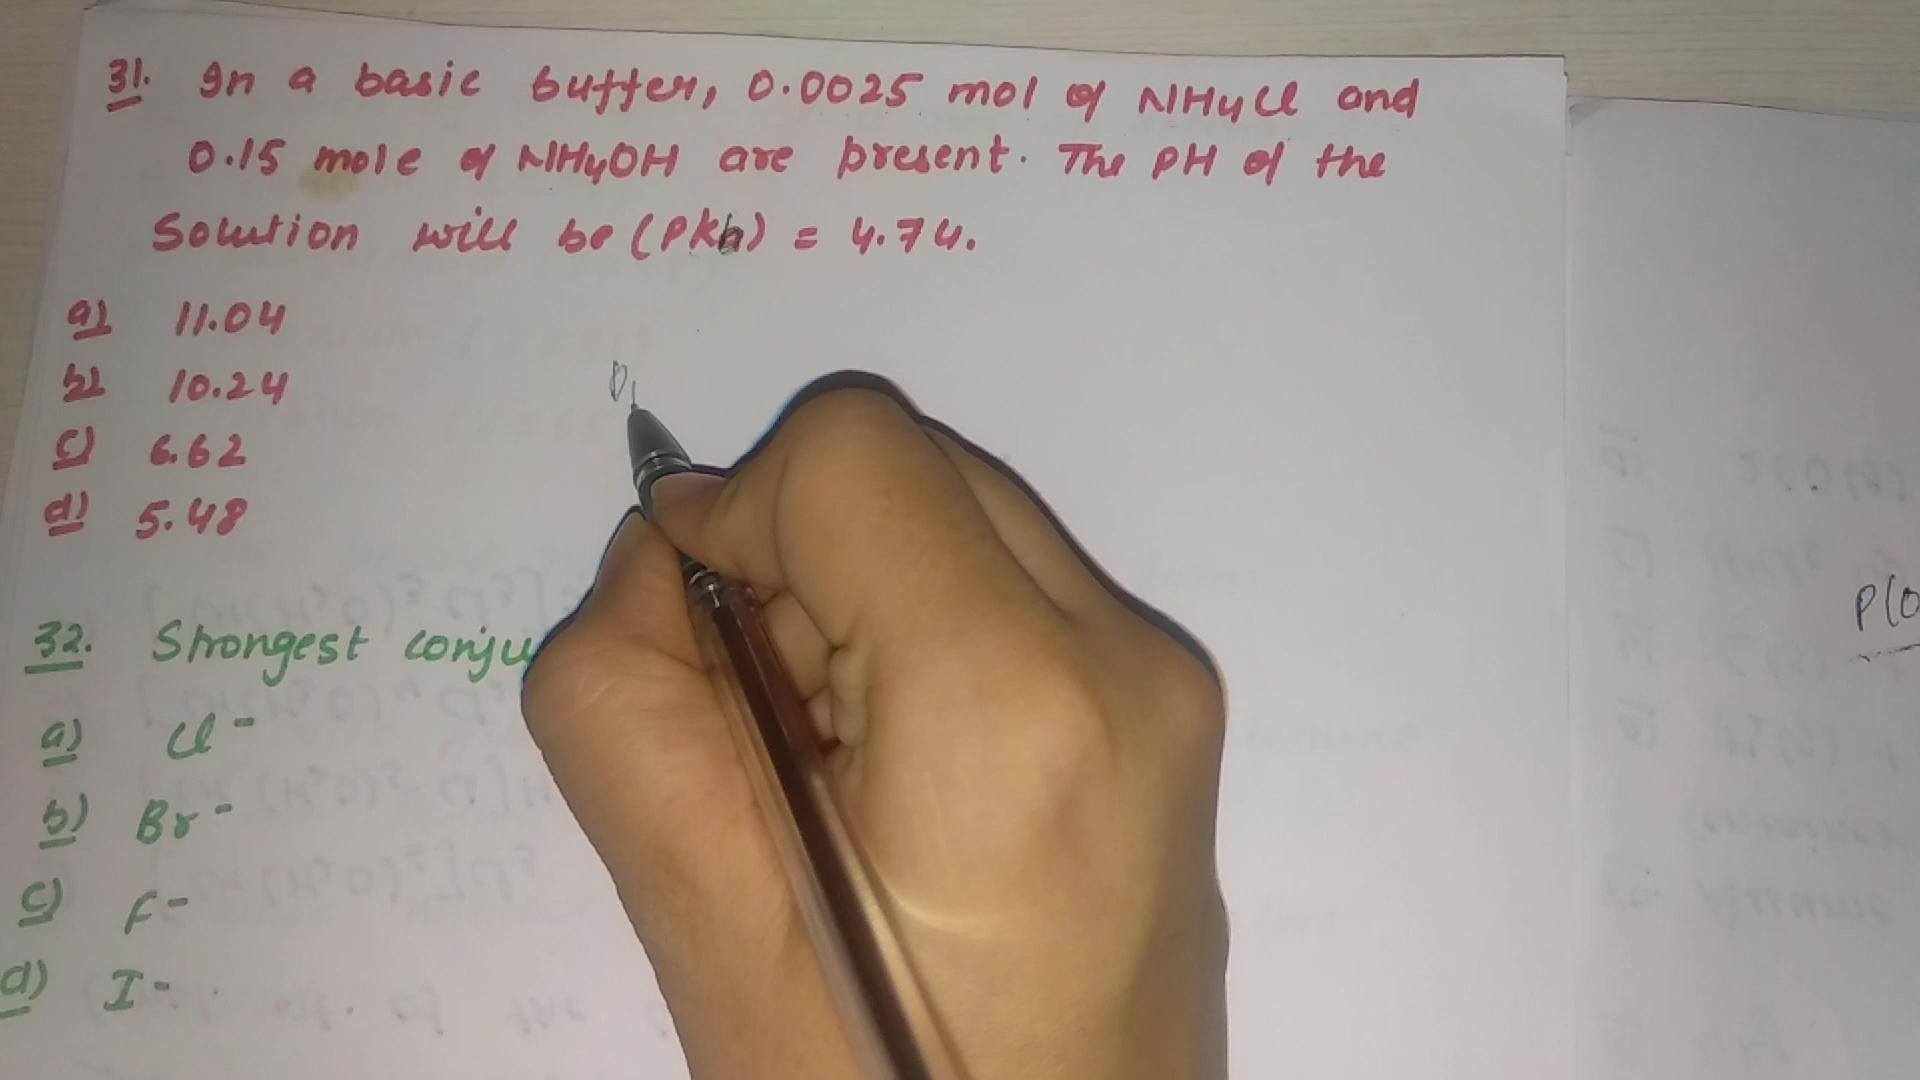 31. In a basic buffer, 0.0025 mol of NH4Cl and
0.15 mole of NH4OH are present. The PH of the
Solution will be (PKb) = 4.74.
a) 11.04
b) 10.24
c) 6.62
d) 5.48
32. Strongest conju
a) Cl-
b) Br-
c) F-
d) I-
P(O